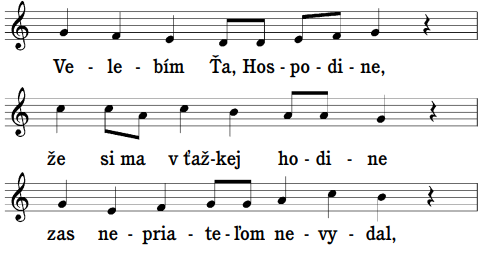 Ve - le - bím Ťa, Hos - po - di - ne,
že si ma v ťaž - kej ho - di - ne
zas ne - pria - te - ľom ne - vy - dal,